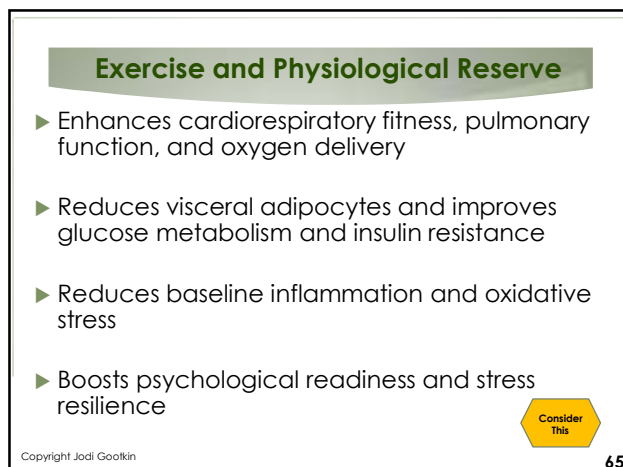 Exercise and Physiological Reserve
Enhances cardiorespiratory fitness, pulmonary
function, and oxygen delivery
Reduces visceral adipocytes and improves
glucose metabolism and insulin resistance
Reduces baseline inflammation and oxidative
stress
Boosts psychological readiness and stress
resilience
Consider
This
Copyright Jodi Gootkin
65